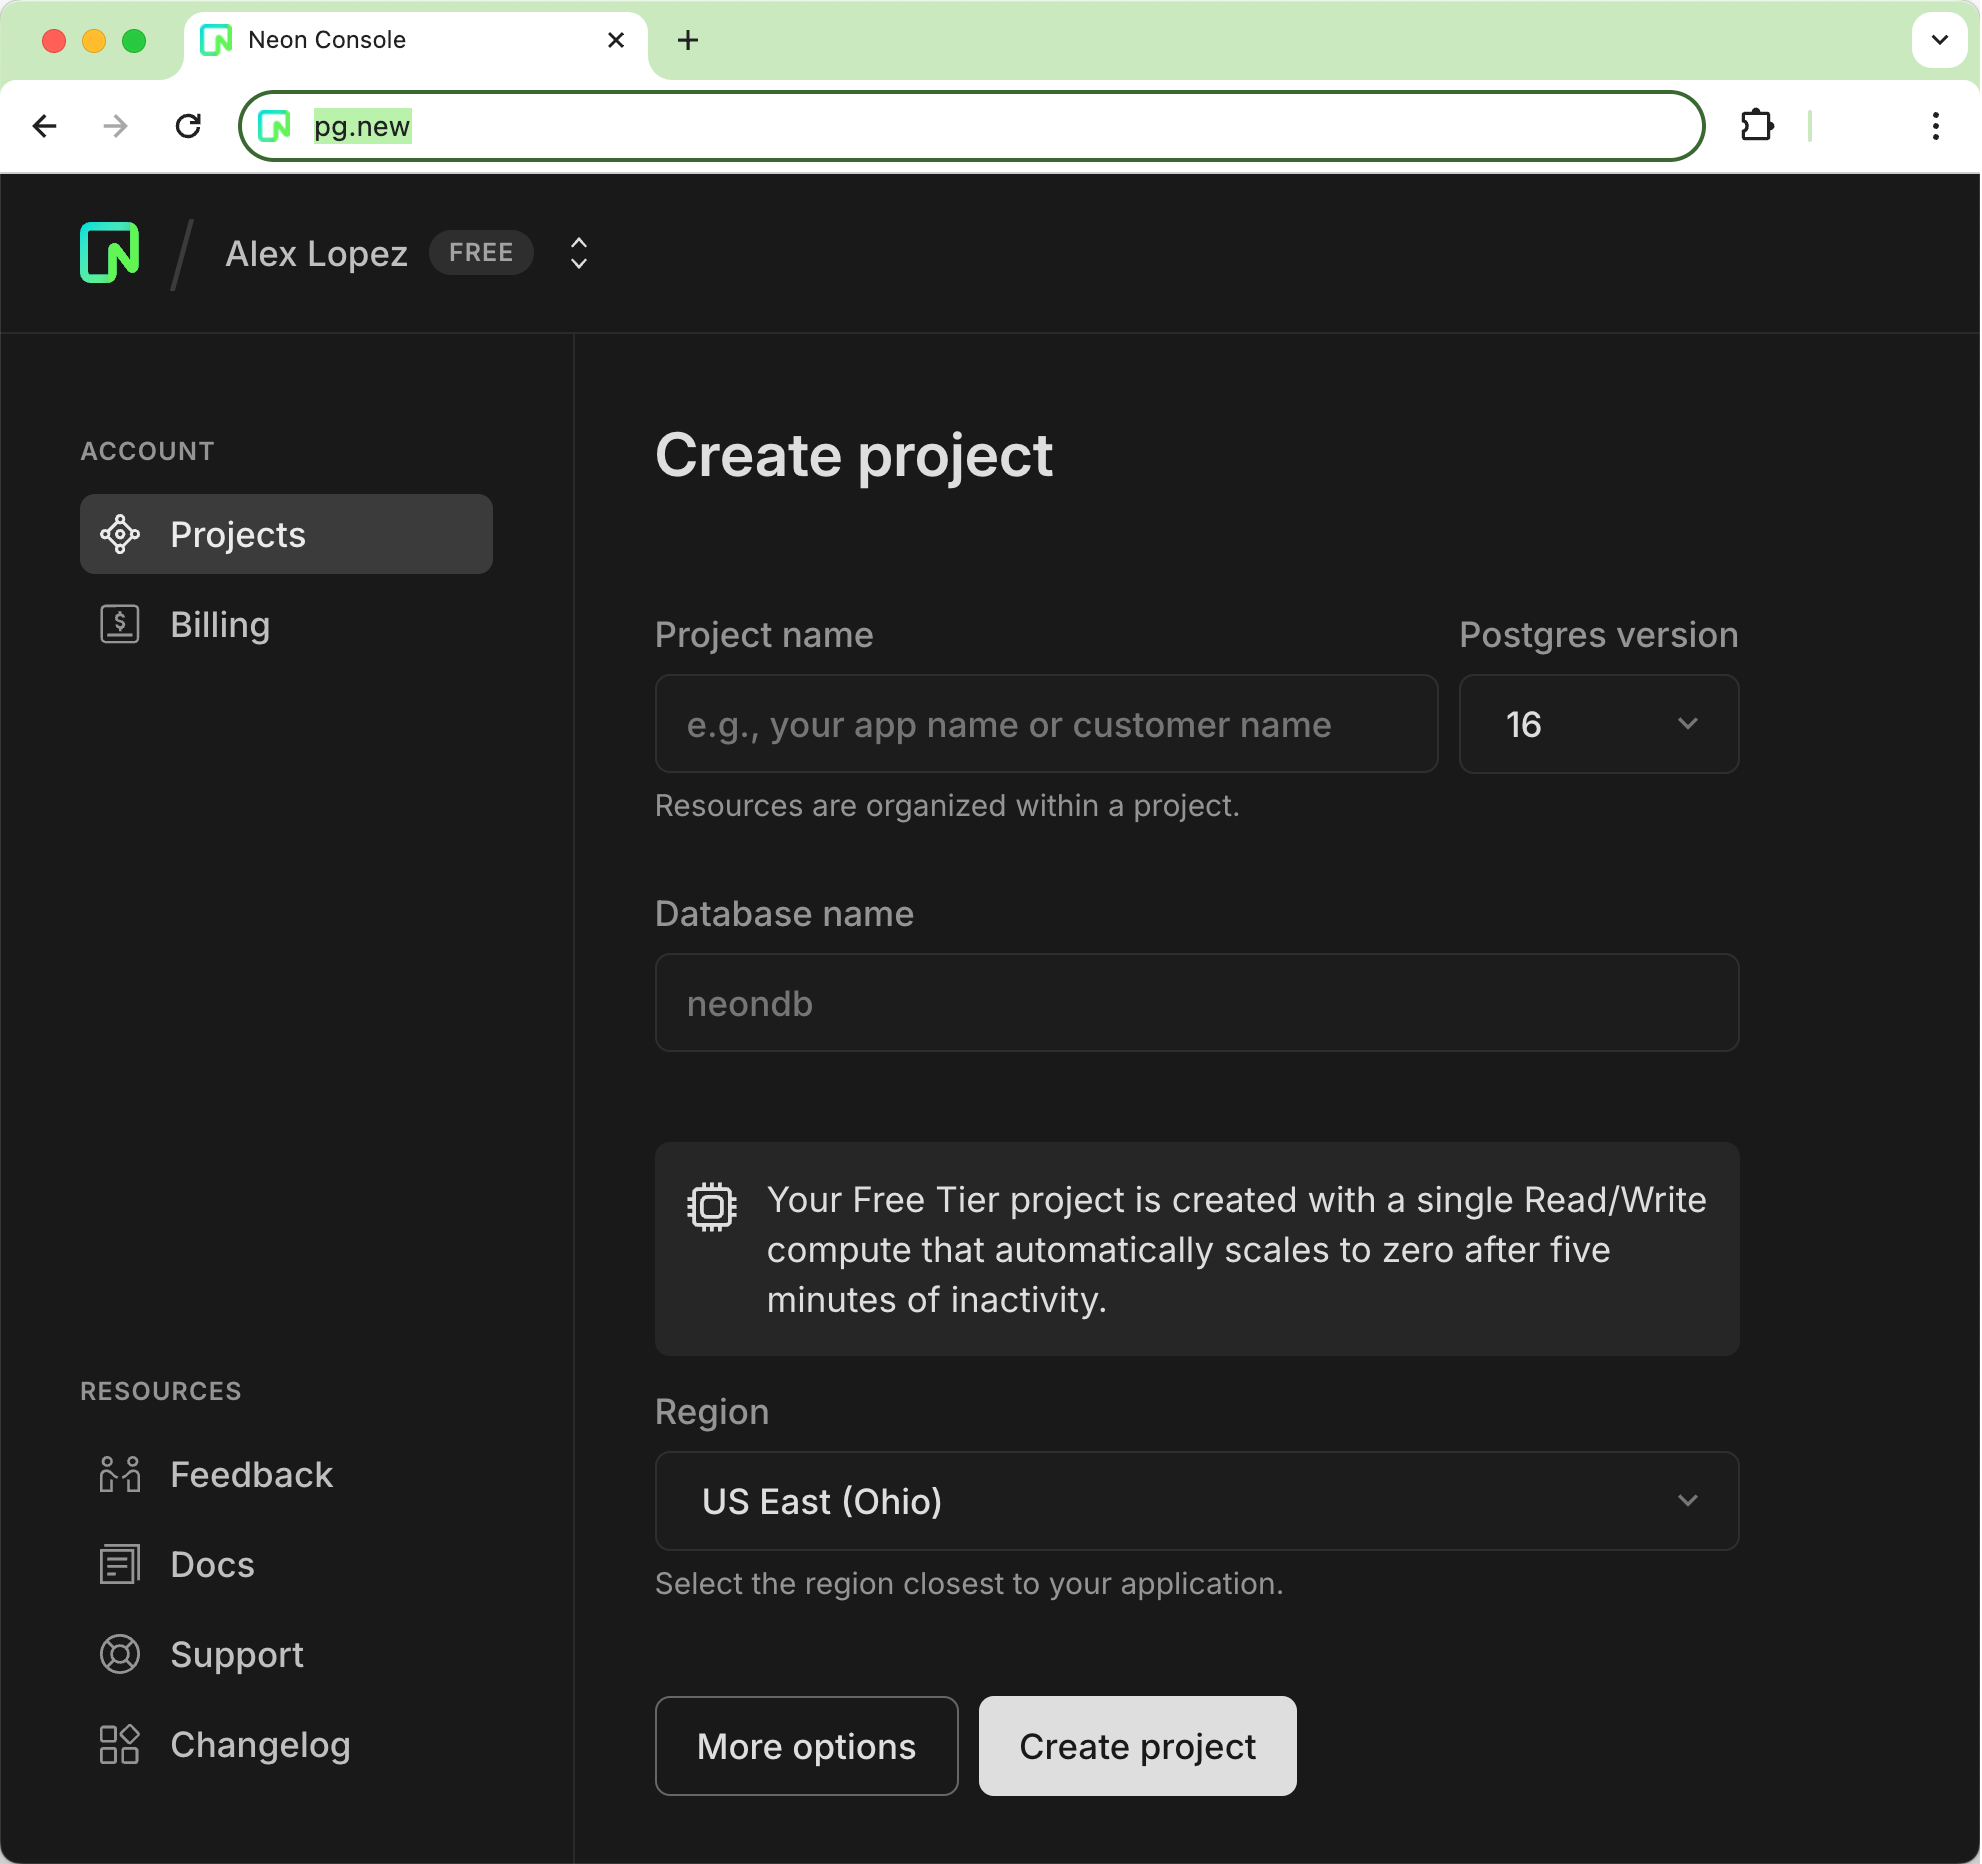 Neon Console
pg.new
Alex Lopez FREE
ACCOUNT
Projects
Billing
RESOURCES
Feedback
Docs
Support
Changelog
Create project
Project name
e.g., your app name or customer name
Resources are organized within a project.
Postgres version
16
Database name
neondb
Your Free Tier project is created with a single Read/Write
compute that automatically scales to zero after five
minutes of inactivity.
Region
US East (Ohio)
Select the region closest to your application.
More options
Create project